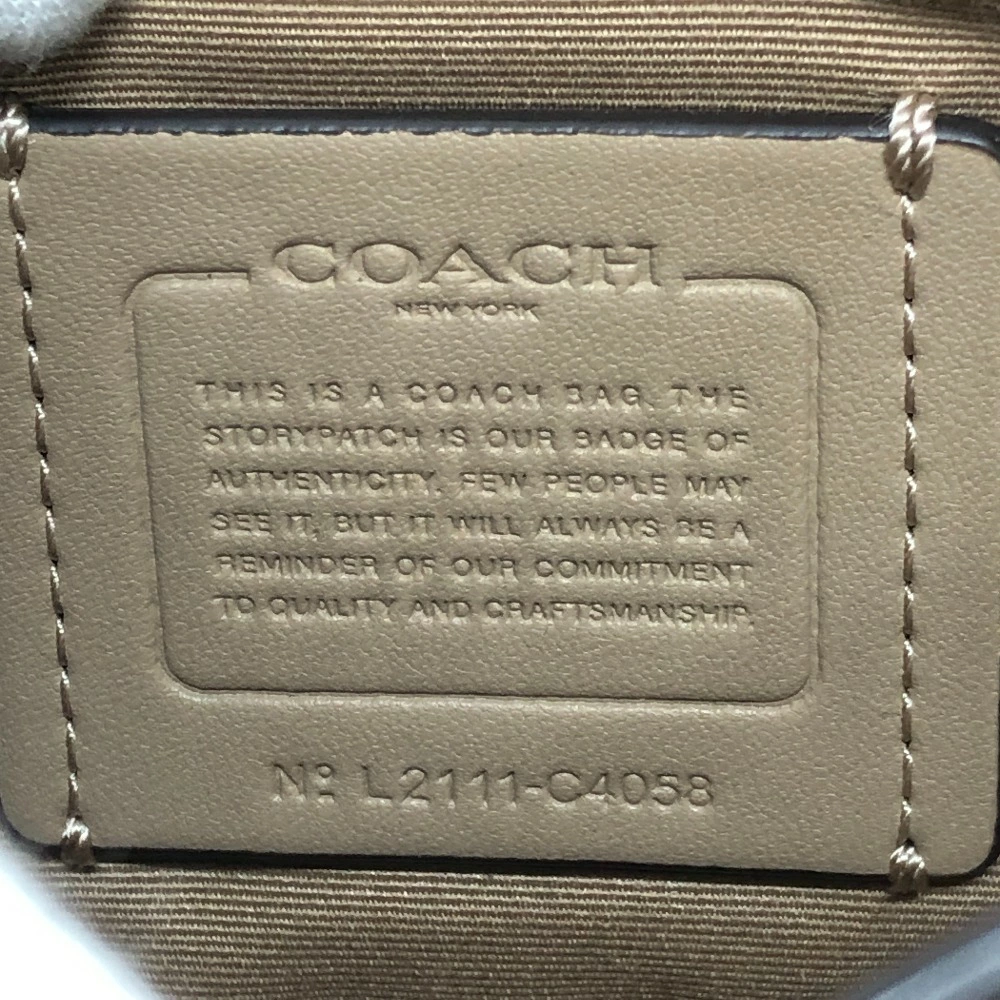 COACH
NEW YORK
THIS IS A COACH BAG. THE
STORYPATCH IS OUR BADGE OF
AUTHENTICITY. FEW PEOPLE MAY
SEE IT, BUT IT WILL ALWAYS BE A
REMINDER OF OUR COMMITMENT
TO QUALITY AND CRAFTSMANSHIP.
Nº L2111-C4058